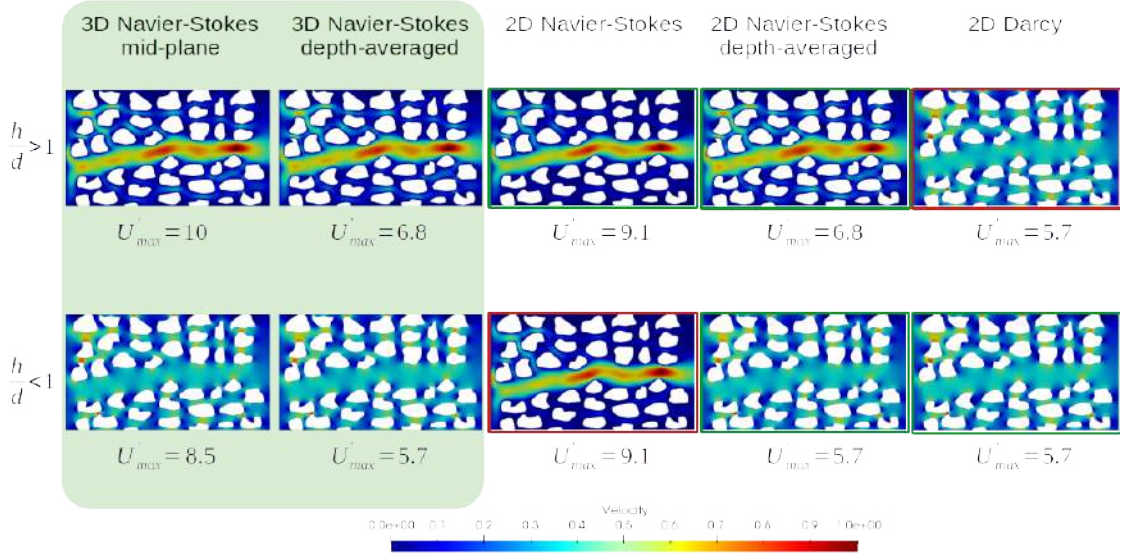 3D Navier-Stokes
mid-plane
3D Navier-Stokes
depth-averaged
2D Navier-Stokes
2D Navier-Stokes
depth-averaged
2D Darcy
h/d > 1
U'max = 10
U'max = 6.8
U'max = 9.1
U'max = 6.8
U'max = 5.7
h/d < 1
U'max = 8.5
U'max = 5.7
U'max = 9.1
U'max = 5.7
U'max = 5.7
Velocity
0.0e+00 0.1 0.2 0.3 0.4 0.5 0.6 0.7 0.8 0.9 1.0e+00